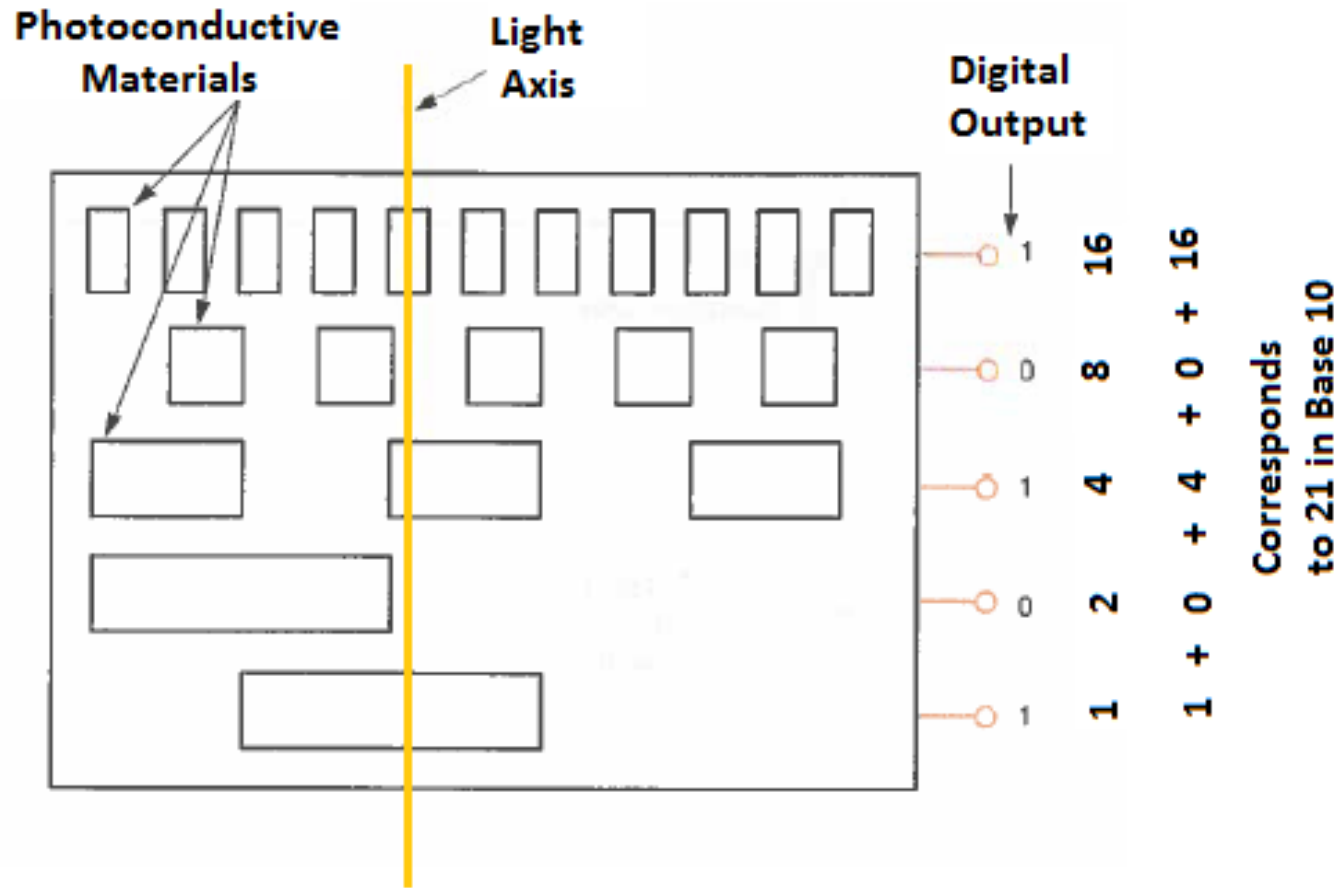 Photoconductive
Materials
Light
Axis
Digital
Output
1
0
1
0
1
16
8
4
2
1
1 + 0 + 4 + 0 + 16
Corresponds
to 21 in Base 10